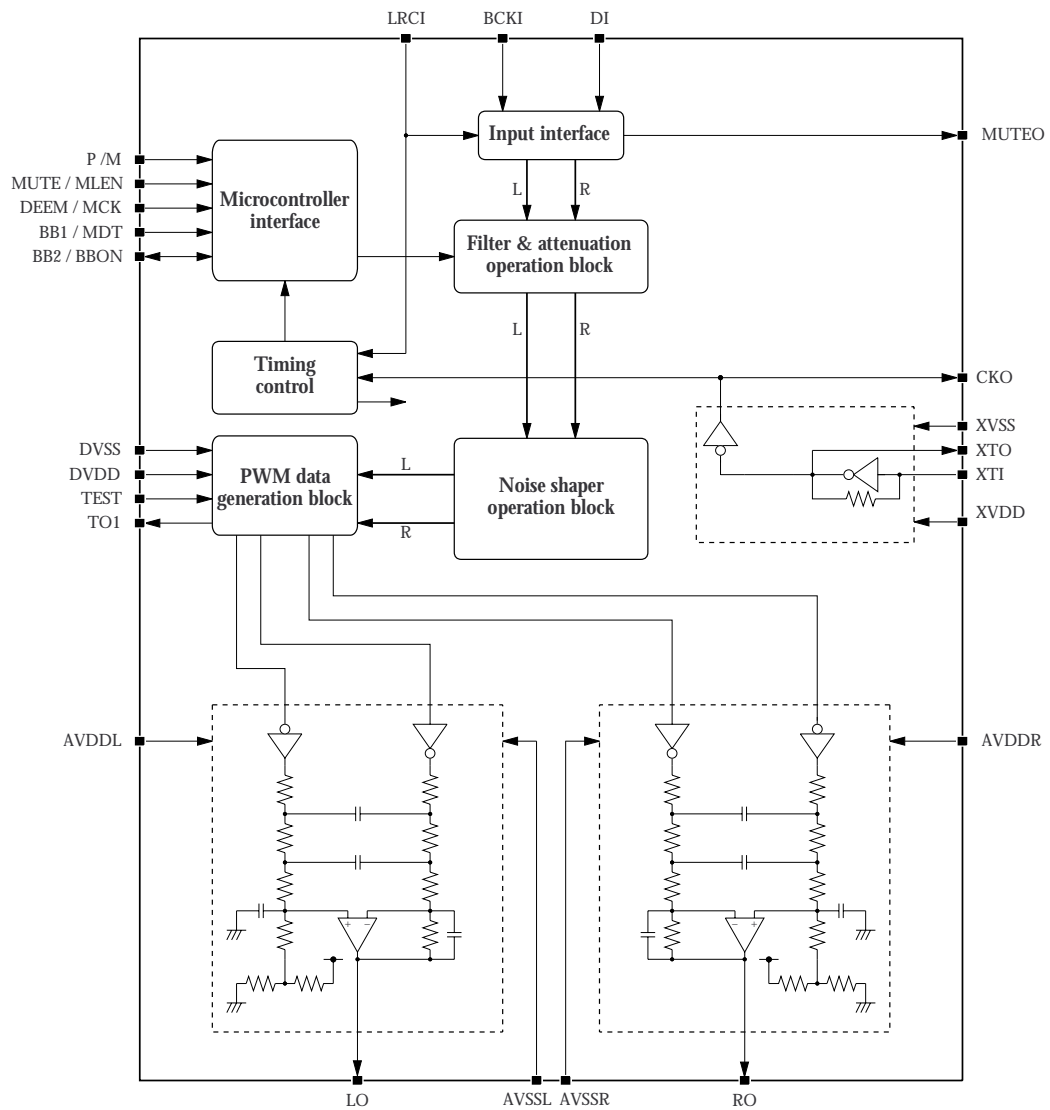 LRCI
BCKI
DI
Input interface
MUTEO
P /M
MUTE / MLEN
DEEM / MCK
BB1 / MDT
BB2 / BBON
Microcontroller
interface
L
R
Filter & attenuation
operation block
L
R
Timing
control
CKO
XVSS
XTO
XTI
XVDD
DVSS
DVDD
TEST
TO1
PWM data
generation block
L
R
Noise shaper
operation block
AVDDL
AVDDR
+ −
− +
LO
AVSSL
AVSSR
RO